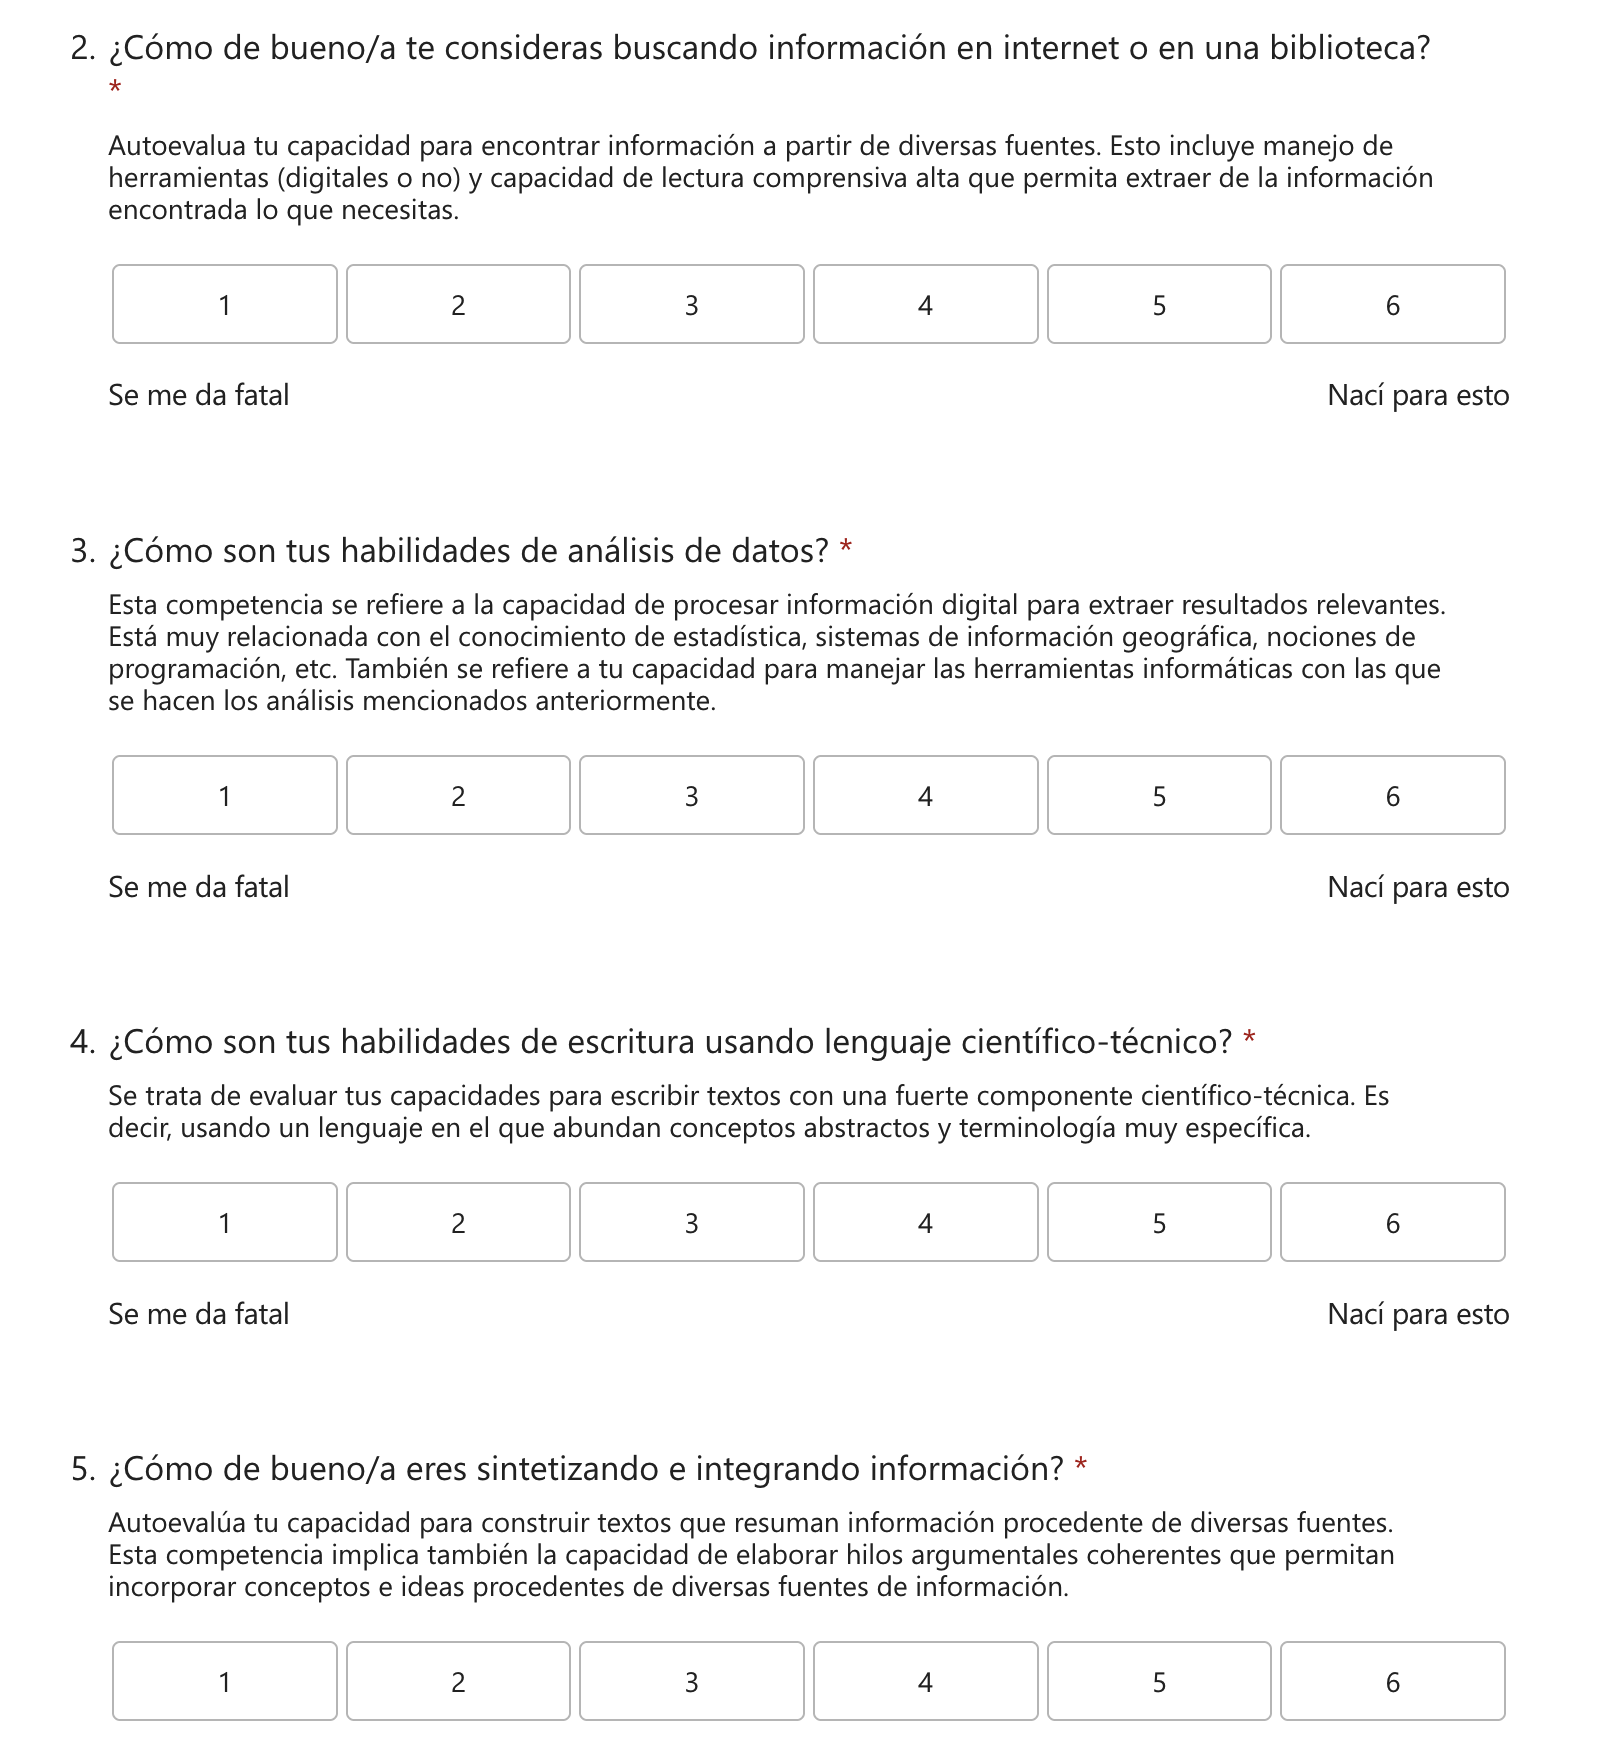 2. ¿Cómo de bueno/a te consideras buscando información en internet o en una biblioteca?
*
Autoevalua tu capacidad para encontrar información a partir de diversas fuentes. Esto incluye manejo de
herramientas (digitales o no) y capacidad de lectura comprensiva alta que permita extraer de la información
encontrada lo que necesitas.
1 2 3 4 5 6
Se me da fatal Nací para esto
3. ¿Cómo son tus habilidades de análisis de datos? *
Esta competencia se refiere a la capacidad de procesar información digital para extraer resultados relevantes.
Está muy relacionada con el conocimiento de estadística, sistemas de información geográfica, nociones de
programación, etc. También se refiere a tu capacidad para manejar las herramientas informáticas con las que
se hacen los análisis mencionados anteriormente.
1 2 3 4 5 6
Se me da fatal Nací para esto
4. ¿Cómo son tus habilidades de escritura usando lenguaje científico-técnico? *
Se trata de evaluar tus capacidades para escribir textos con una fuerte componente científico-técnica. Es
decir, usando un lenguaje en el que abundan conceptos abstractos y terminología muy específica.
1 2 3 4 5 6
Se me da fatal Nací para esto
5. ¿Cómo de bueno/a eres sintetizando e integrando información? *
Autoevalúa tu capacidad para construir textos que resuman información procedente de diversas fuentes.
Esta competencia implica también la capacidad de elaborar hilos argumentales coherentes que permitan
incorporar conceptos e ideas procedentes de diversas fuentes de información.
1 2 3 4 5 6